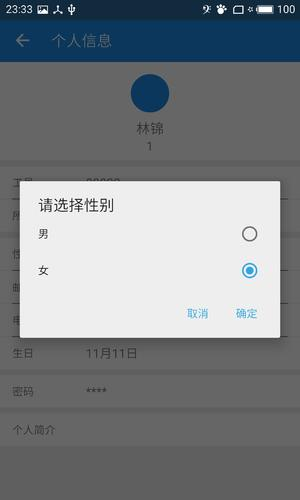 23:33
100
个人信息
林锦
1
请选择性别
男
女
取消 确定
生日 11月11日
密码 ****
个人简介